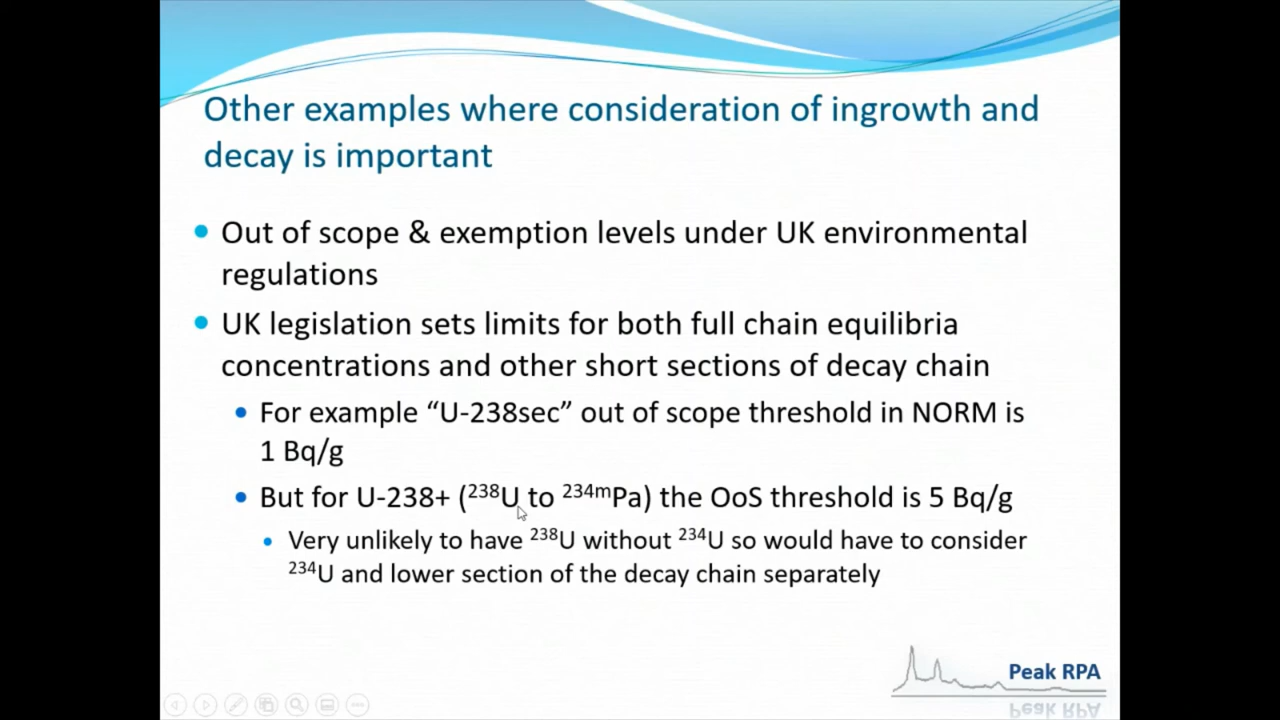 Other examples where consideration of ingrowth and
decay is important
• Out of scope & exemption levels under UK environmental
regulations
• UK legislation sets limits for both full chain equilibria
concentrations and other short sections of decay chain
• For example “U-238sec” out of scope threshold in NORM is
1 Bq/g
• But for U-238+ (²³⁸U to ²³⁴ᵐPa) the OoS threshold is 5 Bq/g
• Very unlikely to have ²³⁸U without ²³⁴U so would have to consider
²³⁴U and lower section of the decay chain separately
Peak RPA